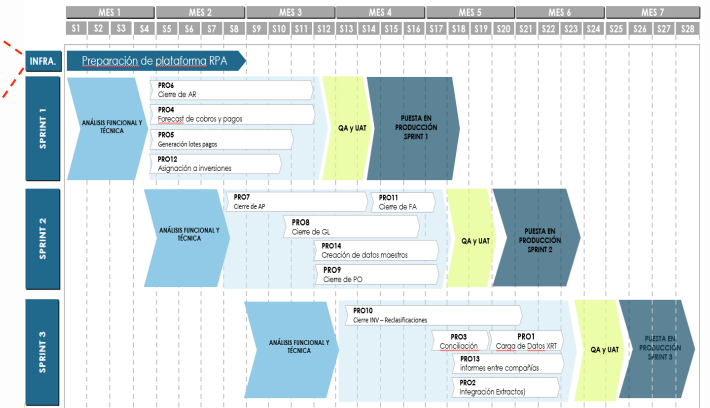 MES 1 MES 2 MES 3 MES 4 MES 5 MES 6 MES 7
S1 S2 S3 S4 S5 S6 S7 S8 S9 S10 S11 S12 S13 S14 S15 S16 S17 S18 S19 S20 S21 S22 S23 S24 S25 S26 S27 S28
INFRA. Preparación de plataforma RPA
SPRINT 1
ANÁLISIS FUNCIONAL Y
TÉCNICA
PRO6
Cierre de AR
PRO4
Forecast de cobros y pagos
PRO5
Generación lotes pagos
PRO12
Asignación a inversiones
QA y UAT
PUESTA EN
PRODUCCIÓN
SPRINT 1
SPRINT 2
ANÁLISIS FUNCIONAL Y
TÉCNICA
PRO7
Cierre de AP
PRO11
Cierre de FA
PRO8
Cierre de GL
PRO14
Creación de datos maestros
PRO9
Cierre de PO
QA y UAT
PUESTA EN
PRODUCCIÓN
SPRINT 2
SPRINT 3
ANÁLISIS FUNCIONAL Y
TÉCNICA
PRO10
Cierre INV – Reclasificaciones
PRO3
Conciliación
PRO1
Carga de Datos XRT
PRO13
informes entre compañías
PRO2
Integración Extractos)
QA y UAT
PUESTA EN
PRODUCCIÓN
SPRINT 3